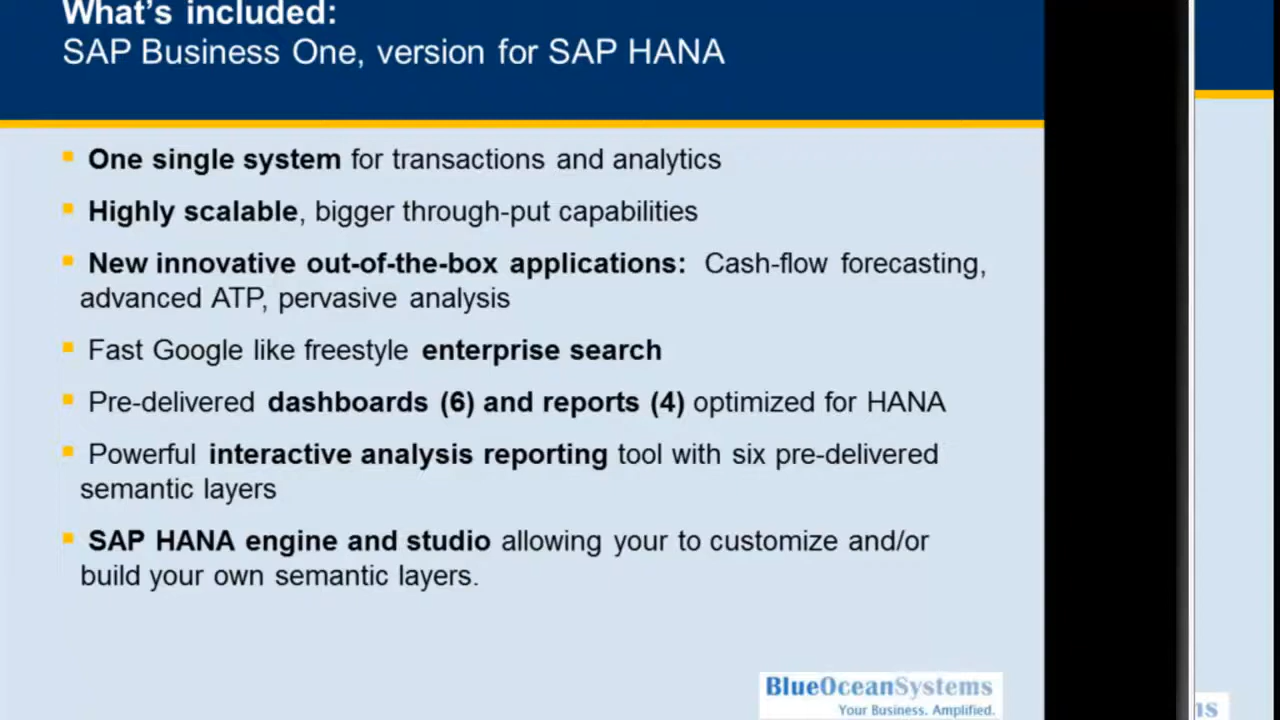 What's included:
SAP Business One, version for SAP HANA
One single system for transactions and analytics
Highly scalable, bigger through-put capabilities
New innovative out-of-the-box applications: Cash-flow forecasting,
advanced ATP, pervasive analysis
Fast Google like freestyle enterprise search
Pre-delivered dashboards (6) and reports (4) optimized for HANA
Powerful interactive analysis reporting tool with six pre-delivered
semantic layers
SAP HANA engine and studio allowing your to customize and/or
build your own semantic layers.
BlueOceanSystems
Your Business. Amplified.